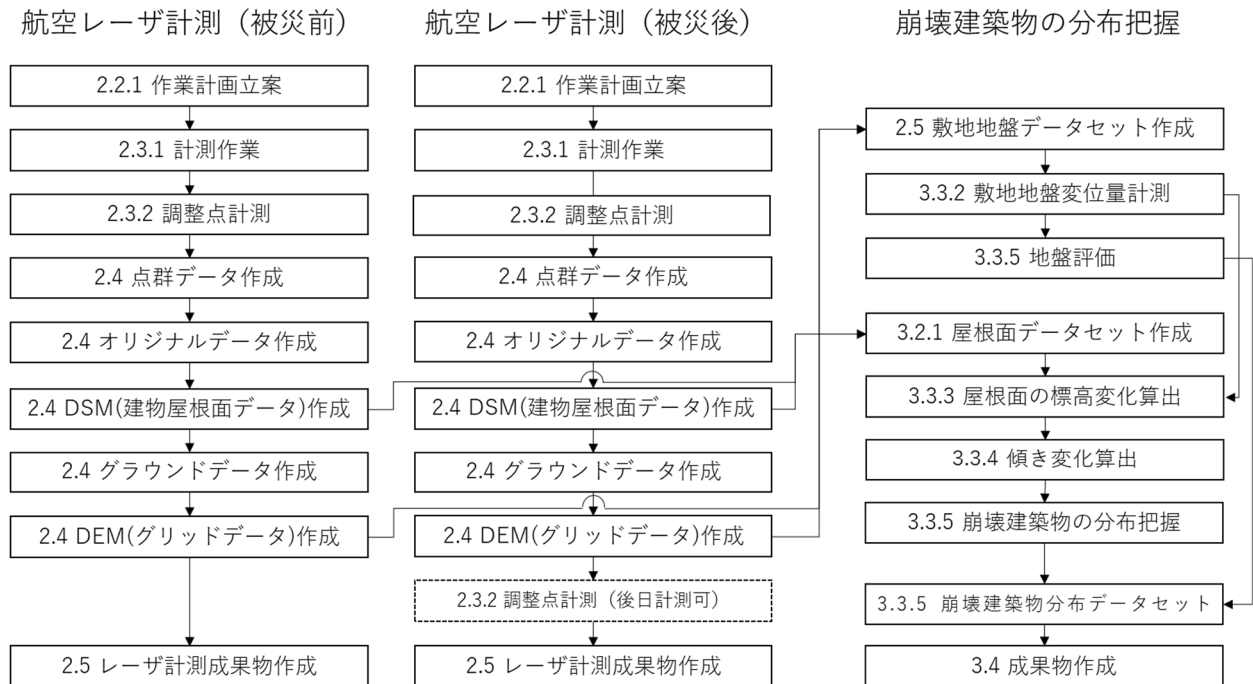 航空レーザ計測（被災前）
2.2.1 作業計画立案
2.3.1 計測作業
2.3.2 調整点計測
2.4 点群データ作成
2.4 オリジナルデータ作成
2.4 DSM(建物屋根面データ)作成
2.4 グラウンドデータ作成
2.4 DEM(グリッドデータ)作成
2.5 レーザ計測成果物作成
航空レーザ計測（被災後）
2.2.1 作業計画立案
2.3.1 計測作業
2.3.2 調整点計測
2.4 点群データ作成
2.4 オリジナルデータ作成
2.4 DSM(建物屋根面データ)作成
2.4 グラウンドデータ作成
2.4 DEM(グリッドデータ)作成
2.3.2 調整点計測（後日計測可）
2.5 レーザ計測成果物作成
崩壊建築物の分布把握
2.5 敷地地盤データセット作成
3.3.2 敷地地盤変位量計測
3.3.5 地盤評価
3.2.1 屋根面データセット作成
3.3.3 屋根面の標高変化算出
3.3.4 傾き変化算出
3.3.5 崩壊建築物の分布把握
3.3.5 崩壊建築物分布データセット
3.4 成果物作成